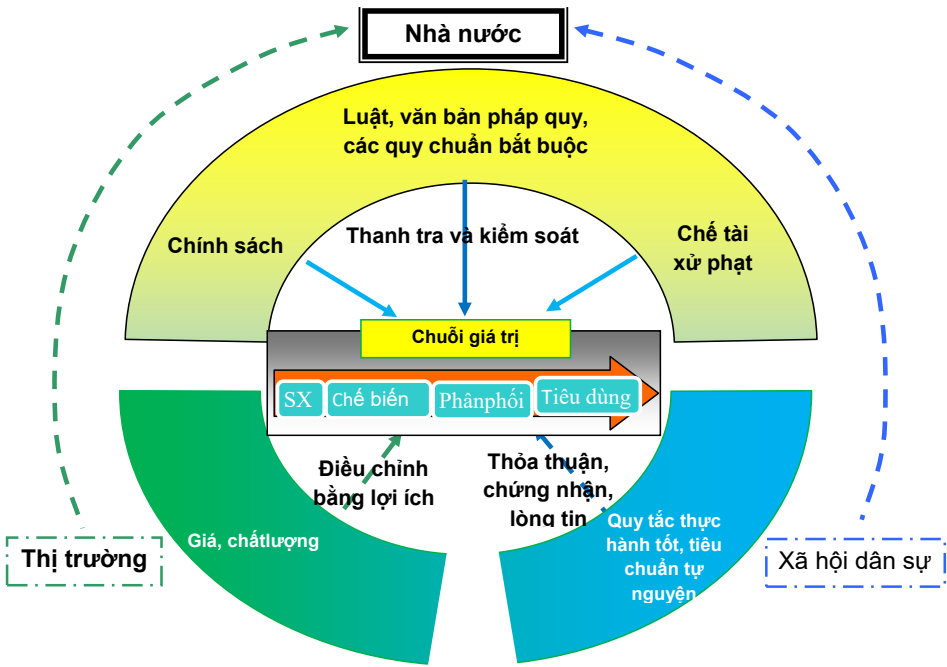 Nhà nước
Luật, văn bản pháp quy,
các quy chuẩn bắt buộc
Chính sách
Thanh tra và kiểm soát
Chế tài
xử phạt
Chuỗi giá trị
SX
Chế biến
Phânphối
Tiêu dùng
Điều chỉnh
bằng lợi ích
Thỏa thuận,
chứng nhận,
lòng tin
Giá, chấtlượng
Quy tắc thực
hành tốt, tiêu
chuẩn tự
nguyện
Thị trường
Xã hội dân sự